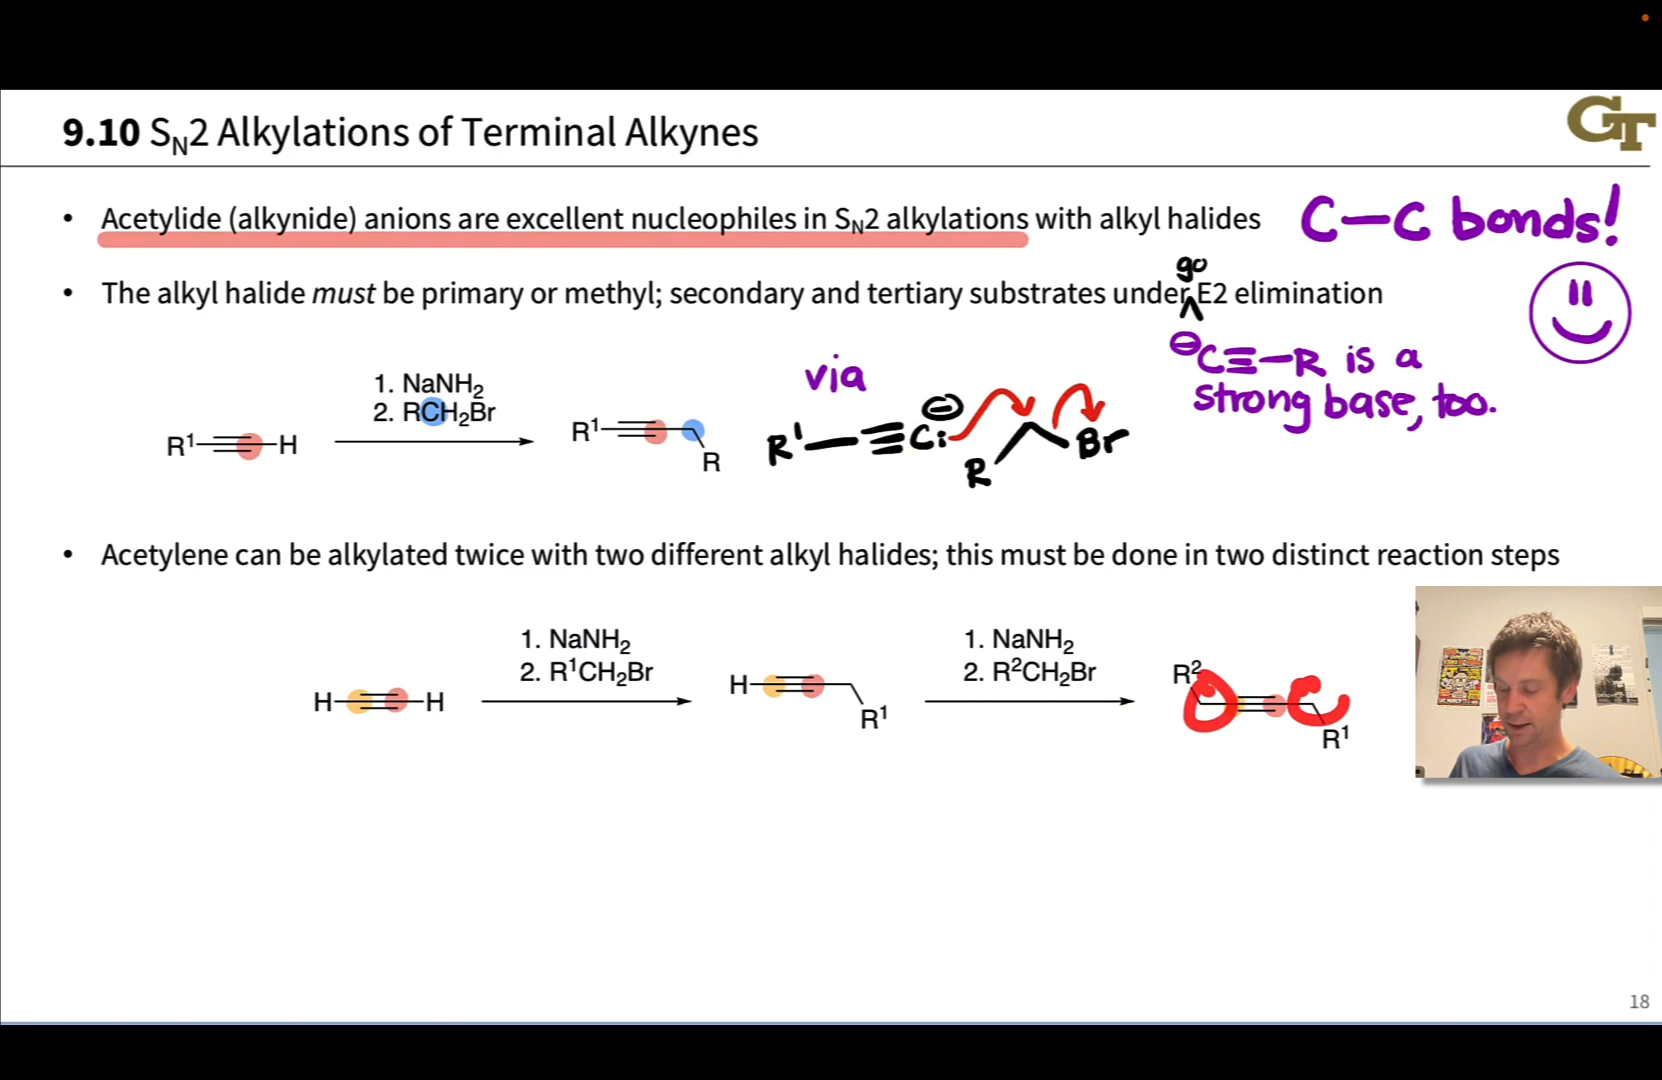 9.10 SN2 Alkylations of Terminal Alkynes
GT
• Acetylide (alkynide) anions are excellent nucleophiles in SN2 alkylations with alkyl halides
C–C bonds!
go
• The alkyl halide must be primary or methyl; secondary and tertiary substrates under E2 elimination
⊖C≡–R is a
strong base, too.
via
1. NaNH2
2. RCH2Br
R1 H
R1
R
R1 C: ⊖
R Br
• Acetylene can be alkylated twice with two different alkyl halides; this must be done in two distinct reaction steps
1. NaNH2
2. R1CH2Br
1. NaNH2
2. R2CH2Br
H H
H
R1
R2
R1
18